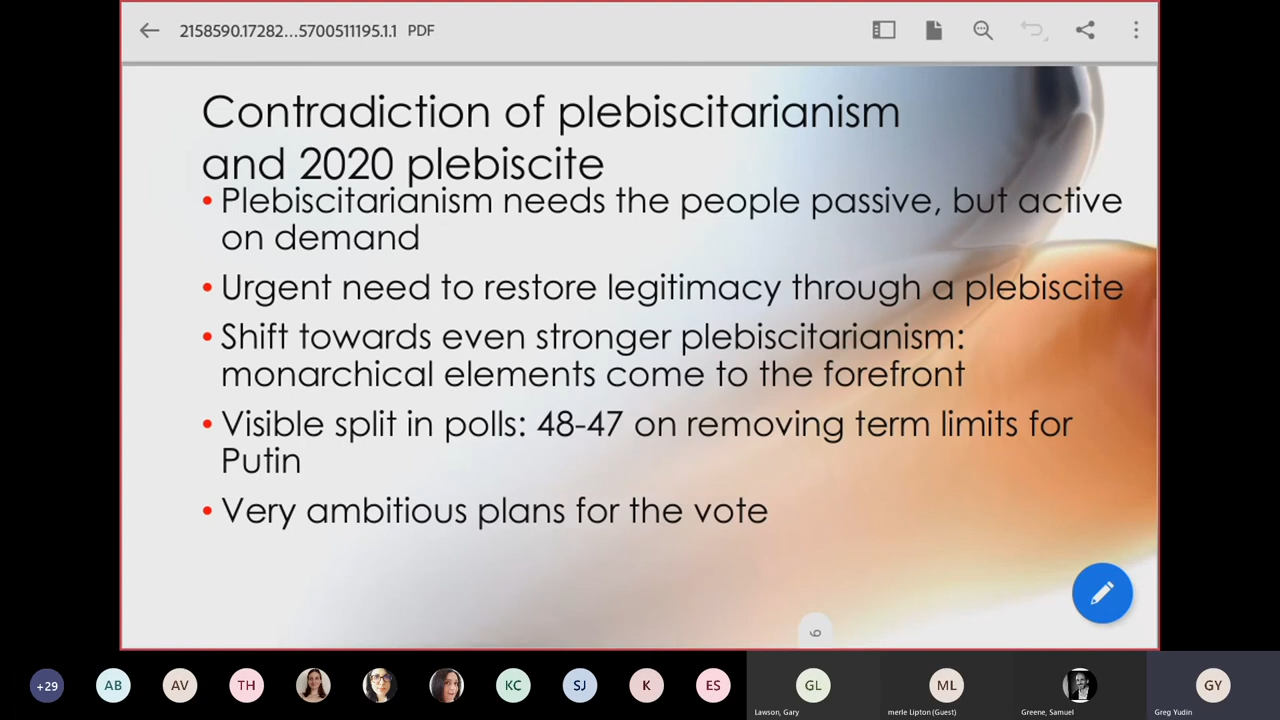 2158590.17282...5700511195.1.1 PDF
Contradiction of plebiscitarianism
and 2020 plebiscite
• Plebiscitarianism needs the people passive, but active
on demand
• Urgent need to restore legitimacy through a plebiscite
• Shift towards even stronger plebiscitarianism:
monarchical elements come to the forefront
• Visible split in polls: 48-47 on removing term limits for
Putin
• Very ambitious plans for the vote
6
+29 AB AV TH KC SJ K ES GL ML GY
Lawson, Gary merle Lipton (Guest) Greene, Samuel Greg Yudin